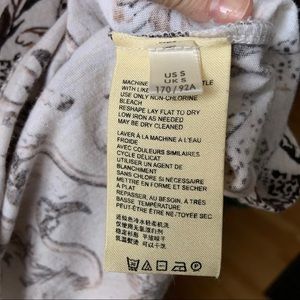 US S
UK S
170/92A
MACHINE
WITH LIKE
USE ONLY NON-CHLORINE
BLEACH
RESHAPE LAY FLAT TO DRY
LOW IRON AS NEEDED
MAY BE DRY CLEANED
LAVER À LA MACHINE À L'EAU
FROIDE
AVEC COULEURS SIMILAIRES
CYCLE DÉLICAT
UTILISER UN AGENT DE
BLANCHIMENT
SANS CHLORE SI NÉCESSAIRE
METTRE EN FORME ET SÉCHER
À PLAT
REPASSER, AU BESOIN, À TRÈS
BASSE TEMPÉRATURE
PEUT-ÊTRE ÊTRE NETTOYÉE SEC